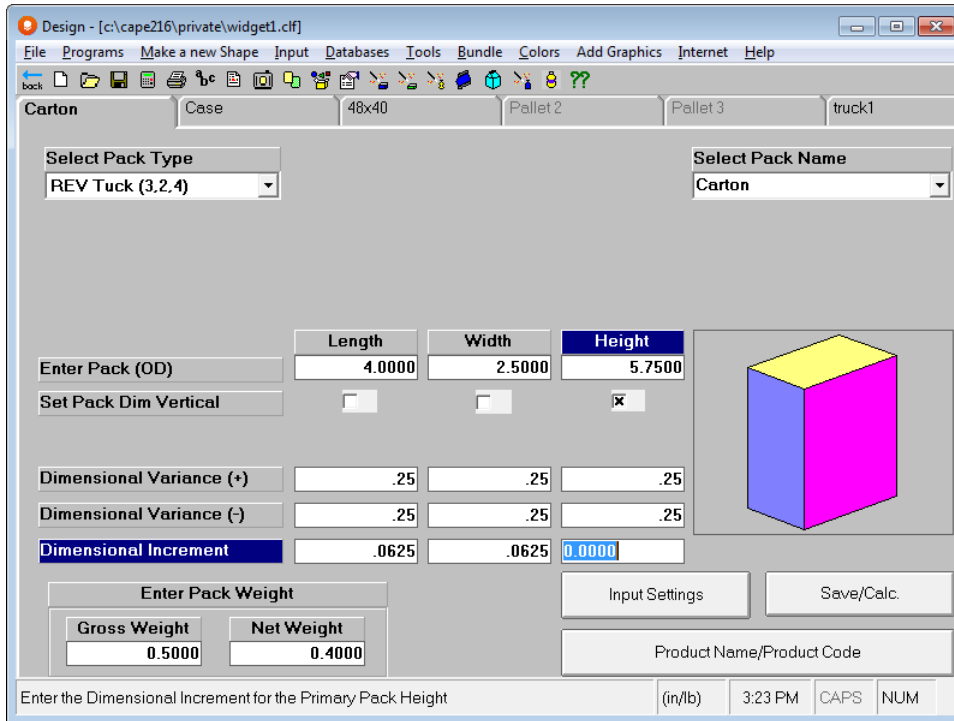 Design - [c:\cape216\private\widget1.clf]
File Programs Make a new Shape Input Databases Tools Bundle Colors Add Graphics Internet Help
back abc ??
Carton Case 48x40 Pallet 2 Pallet 3 truck1
Select Pack Type Select Pack Name
REV Tuck (3,2,4) Carton
Length Width Height
Enter Pack (OD) 4.0000 2.5000 5.7500
Set Pack Dim Vertical
Dimensional Variance (+) .25 .25 .25
Dimensional Variance (-) .25 .25 .25
Dimensional Increment .0625 .0625 0.0000
Enter Pack Weight Input Settings Save/Calc.
Gross Weight Net Weight
0.5000 0.4000 Product Name/Product Code
Enter the Dimensional Increment for the Primary Pack Height (in/lb) 3:23 PM CAPS NUM